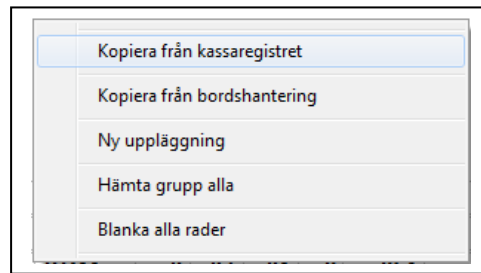 Kopiera från kassaregistret
Kopiera från bordshantering
Ny uppläggning
Hämta grupp alla
Blanka alla rader